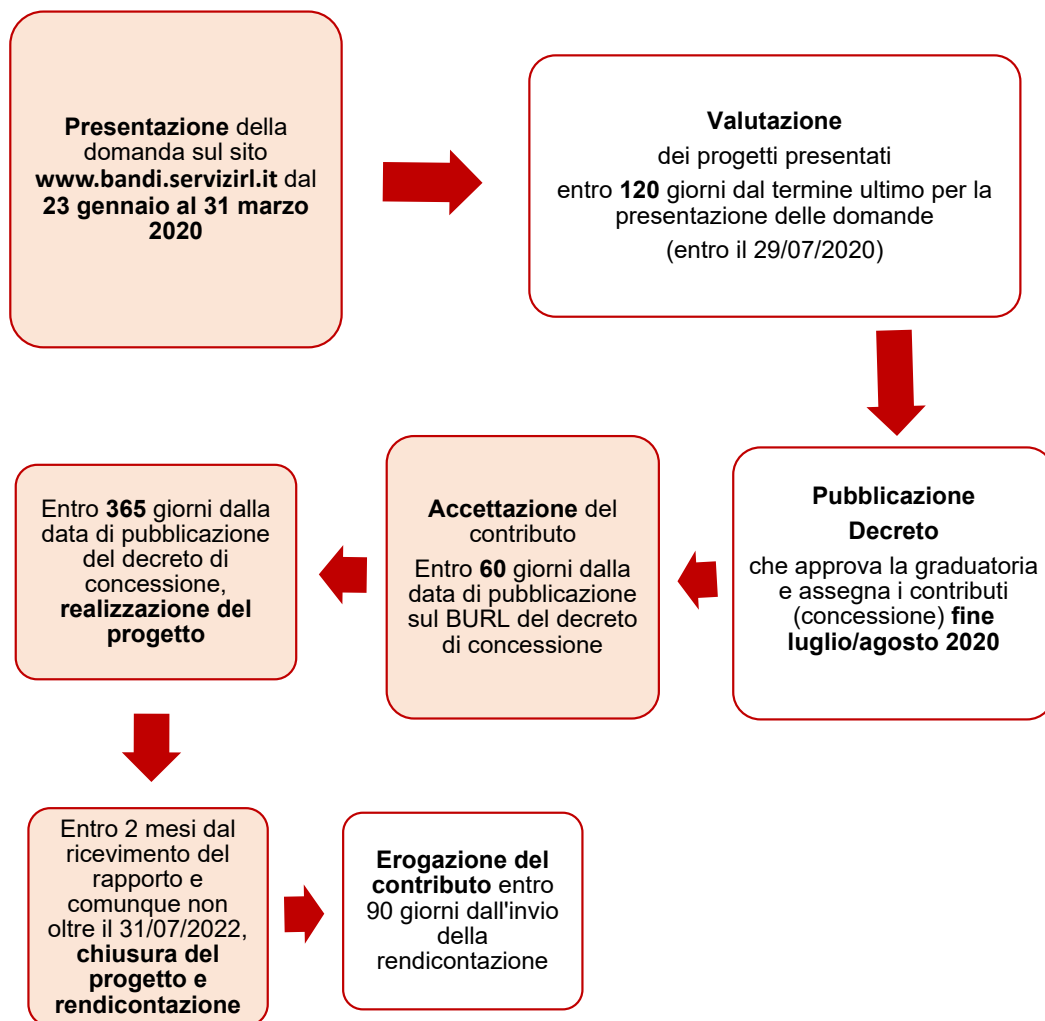 Presentazione della
domanda sul sito
www.bandi.servizirl.it dal
23 gennaio al 31 marzo
2020
Valutazione
dei progetti presentati
entro 120 giorni dal termine ultimo per la
presentazione delle domande
(entro il 29/07/2020)
Pubblicazione
Decreto
che approva la graduatoria
e assegna i contributi
(concessione) fine
luglio/agosto 2020
Accettazione del
contributo
Entro 60 giorni dalla
data di pubblicazione
sul BURL del decreto
di concessione
Entro 365 giorni dalla
data di pubblicazione
del decreto di
concessione,
realizzazione del
progetto
Entro 2 mesi dal
ricevimento del
rapporto e
comunque non
oltre il 31/07/2022,
chiusura del
progetto e
rendicontazione
Erogazione del
contributo entro
90 giorni dall'invio
della
rendicontazione